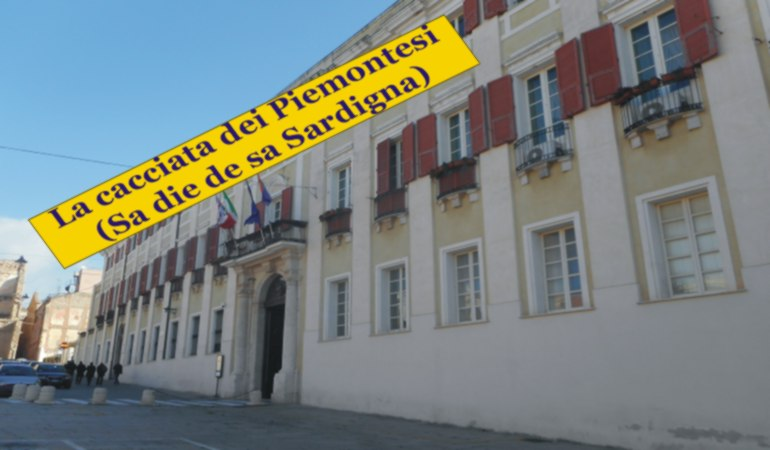 La cacciata dei Piemontesi
(Sa die de sa Sardigna)